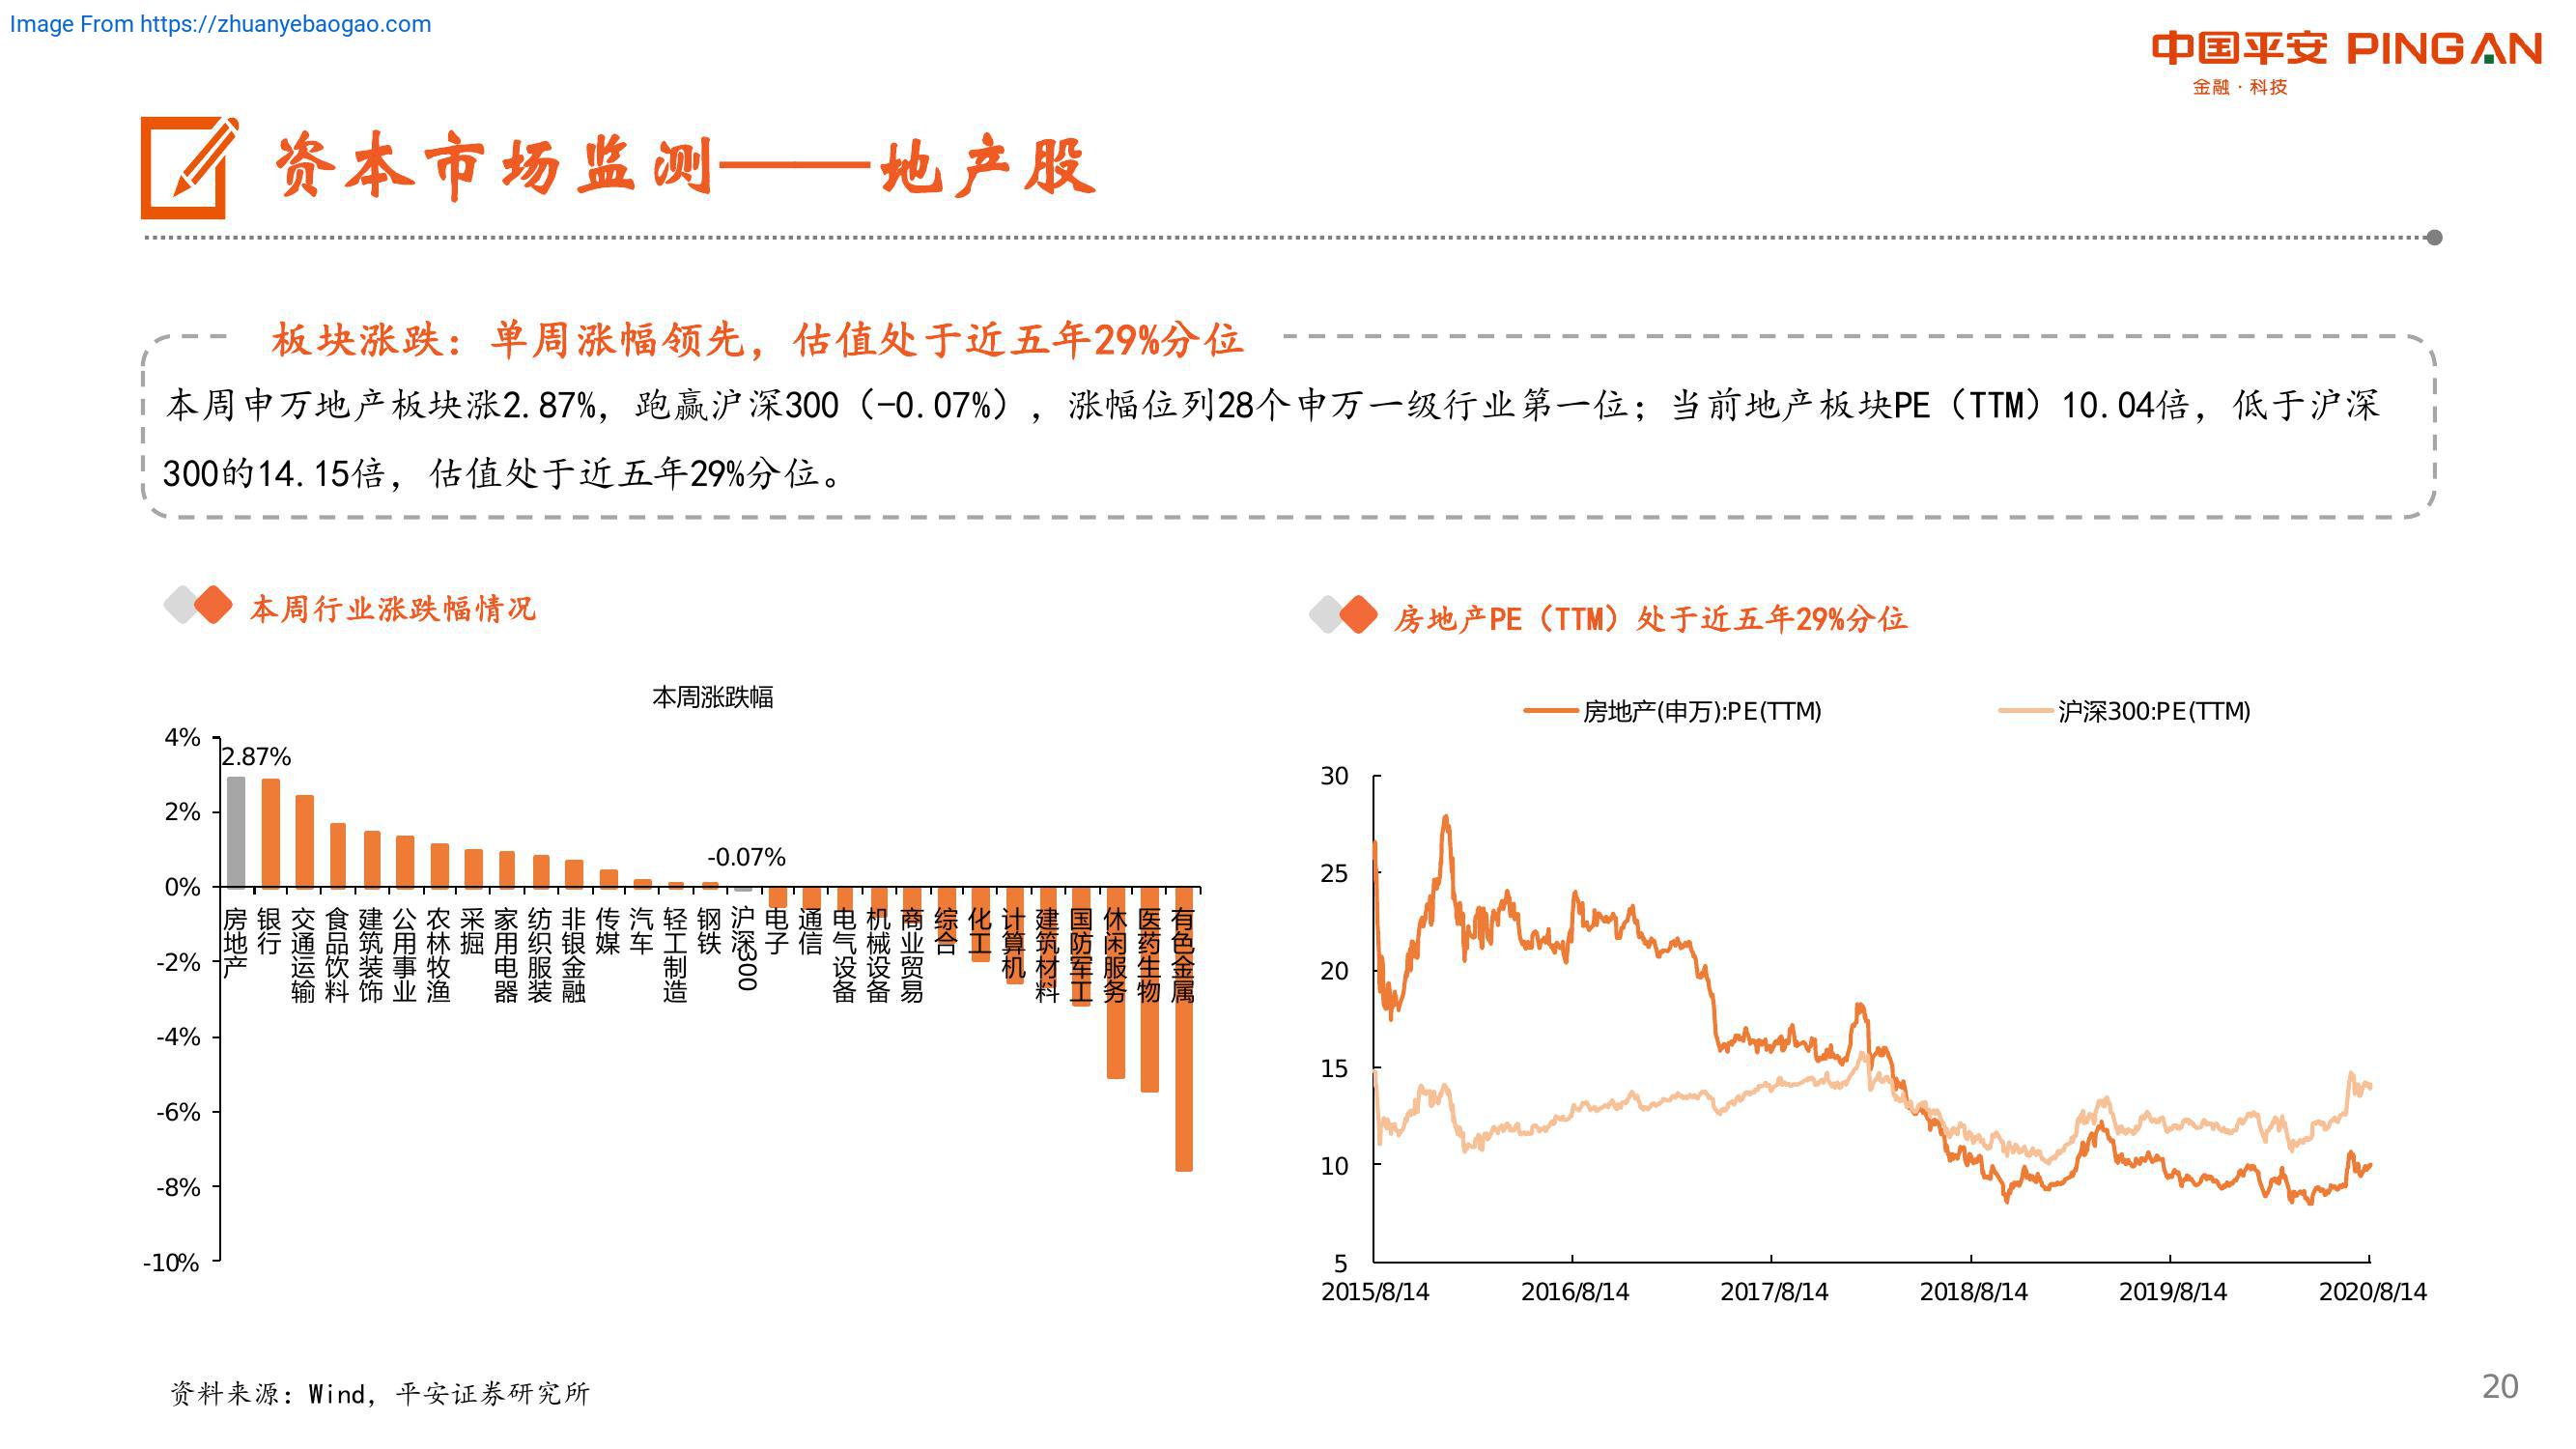 Image From https://zhuanyebaogao.com
中国平安 PINGAN
金融·科技
资本市场监测——地产股
板块涨跌：单周涨幅领先，估值处于近五年29%分位
本周申万地产板块涨2.87%，跑赢沪深300（-0.07%），涨幅位列28个申万一级行业第一位；当前地产板块PE（TTM）10.04倍，低于沪深
300的14.15倍，估值处于近五年29%分位。
本周行业涨跌幅情况
本周涨跌幅
4%
2%
0%
-2%
-4%
-6%
-8%
-10%
2.87%
-0.07%
房地产
银行
交通运输
食品饮料
建筑装饰
公用事业
农林牧渔
采掘
家用电器
纺织服装
非银金融
传媒
汽车
轻工制造
钢铁
沪深300
电子
通信
电气设备
机械设备
商业贸易
综合
化工
计算机
建筑材料
国防军工
休闲服务
医药生物
有色金属
房地产PE（TTM）处于近五年29%分位
房地产(申万):PE(TTM)
沪深300:PE(TTM)
30
25
20
15
10
5
2015/8/14
2016/8/14
2017/8/14
2018/8/14
2019/8/14
2020/8/14
资料来源：Wind，平安证券研究所
20